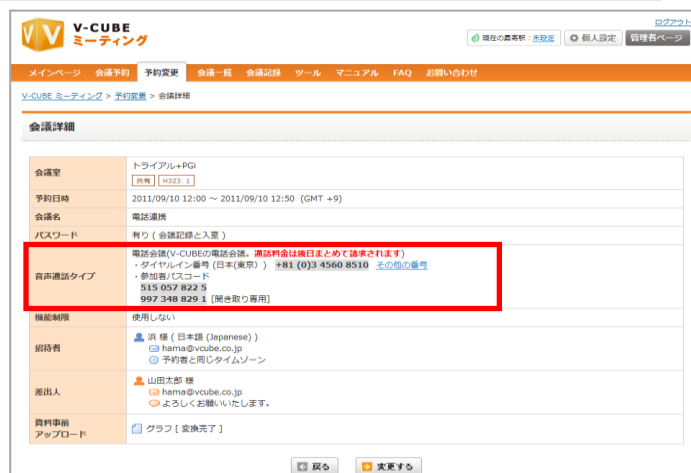 ログアウト
V-CUBE
ミーティング
現在の最寄駅：未設定 個人設定 管理者ページ
メインページ 会議予約 予約変更 会議一覧 会議記録 ツール マニュアル FAQ お問い合わせ
V-CUBE ミーティング > 予約変更 > 会議詳細
会議詳細
会議室 トライアル+PGi
共有 H323: 1
予約日時 2011/09/10 12:00 ～ 2011/09/10 12:50 (GMT +9)
会議名 電話連携
パスワード 有り ( 会議記録と入室 )
音声通話タイプ 電話会議(V-CUBEの電話会議。通話料金は後日まとめて請求されます)
・ダイヤルイン番号 (日本(東京) ) +81 (0)3 4560 8510 その他の番号
・参加者パスコード
515 057 822 5
997 348 829 1 [聞き取り専用]
機能制限 使用しない
招待者 浜 様 ( 日本語 (Japanese) )
hama@vcube.co.jp
予約者と同じタイムゾーン
差出人 山田太郎 様
hama@vcube.co.jp
よろしくお願いいたします。
資料事前
アップロード グラフ [ 変換完了 ]
戻る 変更する